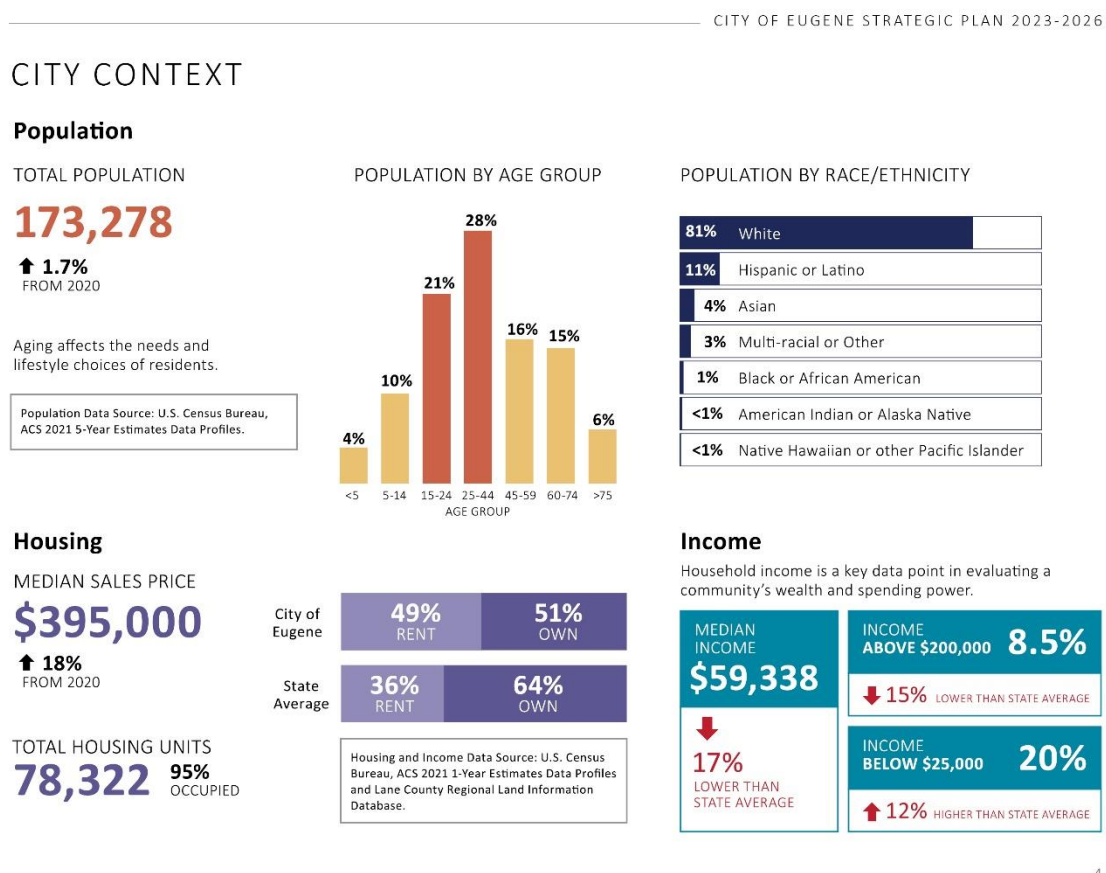 CITY OF EUGENE STRATEGIC PLAN 2023-2026
CITY CONTEXT
Population
TOTAL POPULATION
173,278
1.7%
FROM 2020
Aging affects the needs and
lifestyle choices of residents.
Population Data Source: U.S. Census Bureau,
ACS 2021 5-Year Estimates Data Profiles.
POPULATION BY AGE GROUP
4%
10%
21%
28%
16%
15%
6%
<5 5-14 15-24 25-44 45-59 60-74 >75
AGE GROUP
POPULATION BY RACE/ETHNICITY
81% White
11% Hispanic or Latino
4% Asian
3% Multi-racial or Other
1% Black or African American
<1% American Indian or Alaska Native
<1% Native Hawaiian or other Pacific Islander
Housing
MEDIAN SALES PRICE
$395,000
18%
FROM 2020
TOTAL HOUSING UNITS
78,322
95%
OCCUPIED
City of
Eugene
49%
RENT
51%
OWN
State
Average
36%
RENT
64%
OWN
Housing and Income Data Source: U.S. Census
Bureau, ACS 2021 1-Year Estimates Data Profiles
and Lane County Regional Land Information
Database.
Income
Household income is a key data point in evaluating a
community's wealth and spending power.
MEDIAN
INCOME
$59,338
17%
LOWER THAN
STATE AVERAGE
INCOME
ABOVE $200,000
8.5%
15% LOWER THAN STATE AVERAGE
INCOME
BELOW $25,000
20%
12% HIGHER THAN STATE AVERAGE